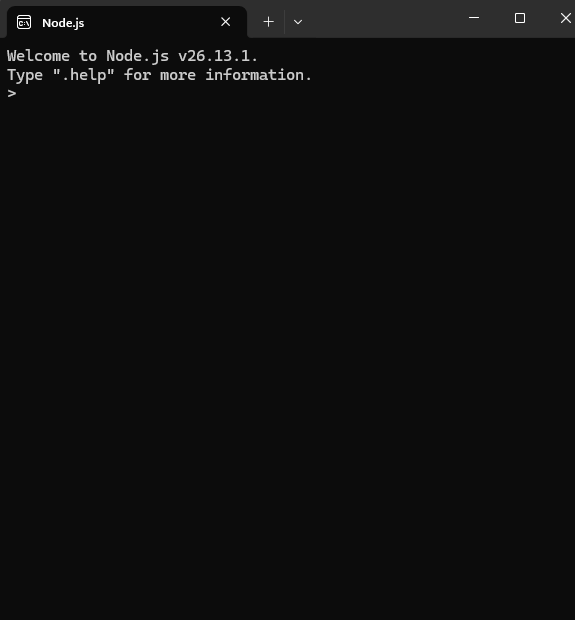 Node.js
Welcome to Node.js v26.13.1.
Type ".help" for more information.
>